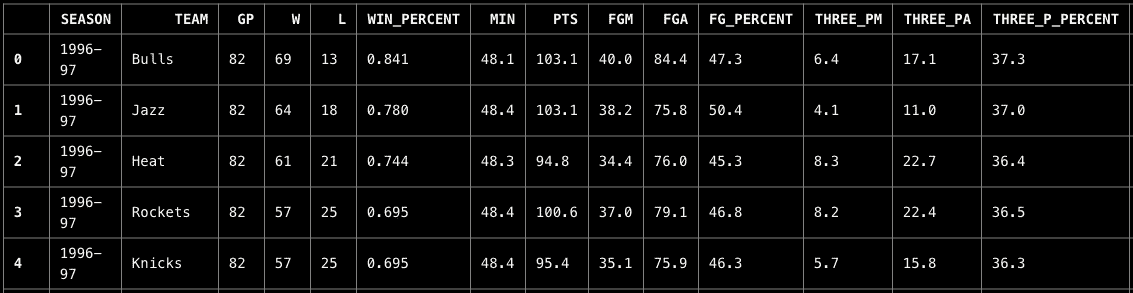 SEASON TEAM GP W L WIN_PERCENT MIN PTS FGM FGA FG_PERCENT THREE_PM THREE_PA THREE_P_PERCENT
0 1996–97 Bulls 82 69 13 0.841 48.1 103.1 40.0 84.4 47.3 6.4 17.1 37.3
1 1996–97 Jazz 82 64 18 0.780 48.4 103.1 38.2 75.8 50.4 4.1 11.0 37.0
2 1996–97 Heat 82 61 21 0.744 48.3 94.8 34.4 76.0 45.3 8.3 22.7 36.4
3 1996–97 Rockets 82 57 25 0.695 48.4 100.6 37.0 79.1 46.8 8.2 22.4 36.5
4 1996–97 Knicks 82 57 25 0.695 48.4 95.4 35.1 75.9 46.3 5.7 15.8 36.3